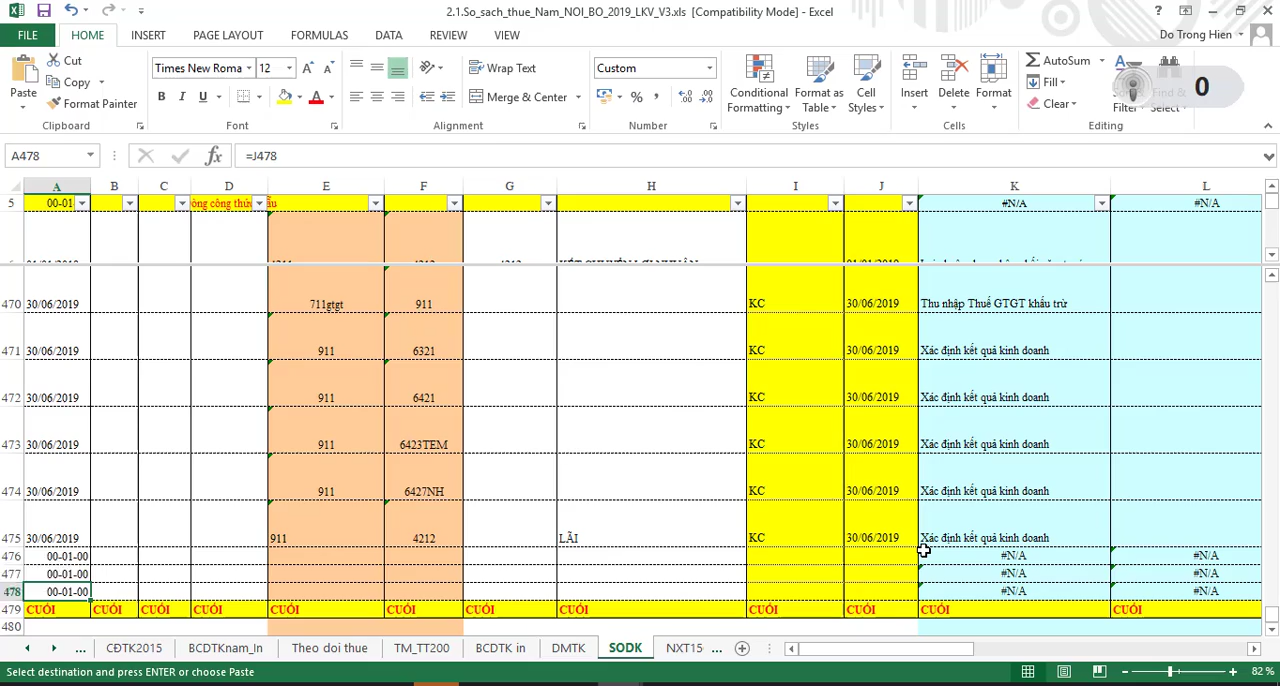 2.1.So_sach_thue_Nam_NOI_BO_2019_LKV_V3.xls [Compatibility Mode] - Excel
FILE HOME INSERT PAGE LAYOUT FORMULAS DATA REVIEW VIEW Do Trong Hien
Paste Cut Copy Format Painter
Times New Roma 12
B I U A
Wrap Text
Merge & Center
Custom
% ,
Conditional Formatting Format as Table Cell Styles
Insert Delete Format
AutoSum Fill Clear
0
Clipboard Font Alignment Number Styles Cells Editing
A478 fx =J478
A B C D E F G H I J K L
5 00-01 #N/A #N/A
470 30/06/2019 711gtgt 911 KC 30/06/2019 Thu nhập Thuế GTGT khấu trừ
471 30/06/2019 911 6321 KC 30/06/2019 Xác định kết quả kinh doanh
472 30/06/2019 911 6421 KC 30/06/2019 Xác định kết quả kinh doanh
473 30/06/2019 911 6423TEM KC 30/06/2019 Xác định kết quả kinh doanh
474 30/06/2019 911 6427NH KC 30/06/2019 Xác định kết quả kinh doanh
475 30/06/2019 911 4212 LÃI KC 30/06/2019 Xác định kết quả kinh doanh
476 00-01-00 #N/A #N/A
477 00-01-00 #N/A #N/A
478 00-01-00 #N/A #N/A
479 CUỐI CUỐI CUỐI CUỐI CUỐI CUỐI CUỐI CUỐI CUỐI CUỐI CUỐI CUỐI
480
... CĐTK2015 BCDTKnam_In Theo doi thue TM_TT200 BCDTK in DMTK SODK NXT15 ...
Select destination and press ENTER or choose Paste 82 %